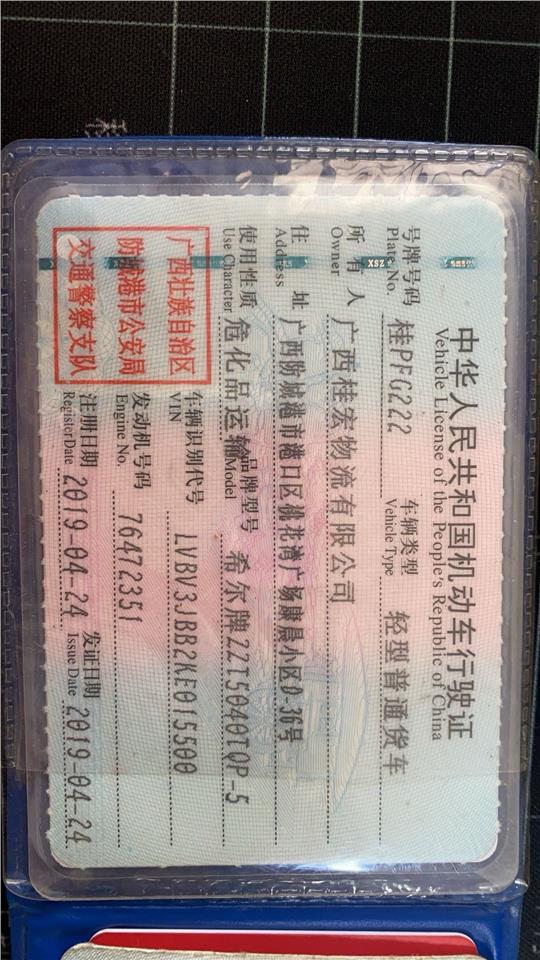 中华人民共和国机动车行驶证
Vehicle License of the People's Republic of China
号牌号码 桂PFG222 车辆类型 轻型普通货车
Plate No. Vehicle Type
所有人 广西桂宏物流有限公司
Owner
住址 广西防城港市港口区桃花湾广场康晨小区D-36号
Address
使用性质 危化品运输 品牌型号 希尔牌ZZT5040TQP-5
Use Character Model
车辆识别代号 LVBV3JBB2KE015500
VIN
发动机号码 76472351
Engine No.
注册日期 2019-04-24 发证日期 2019-04-24
Register Date Issue Date
广西壮族自治区
防城港市公安局
交通警察支队